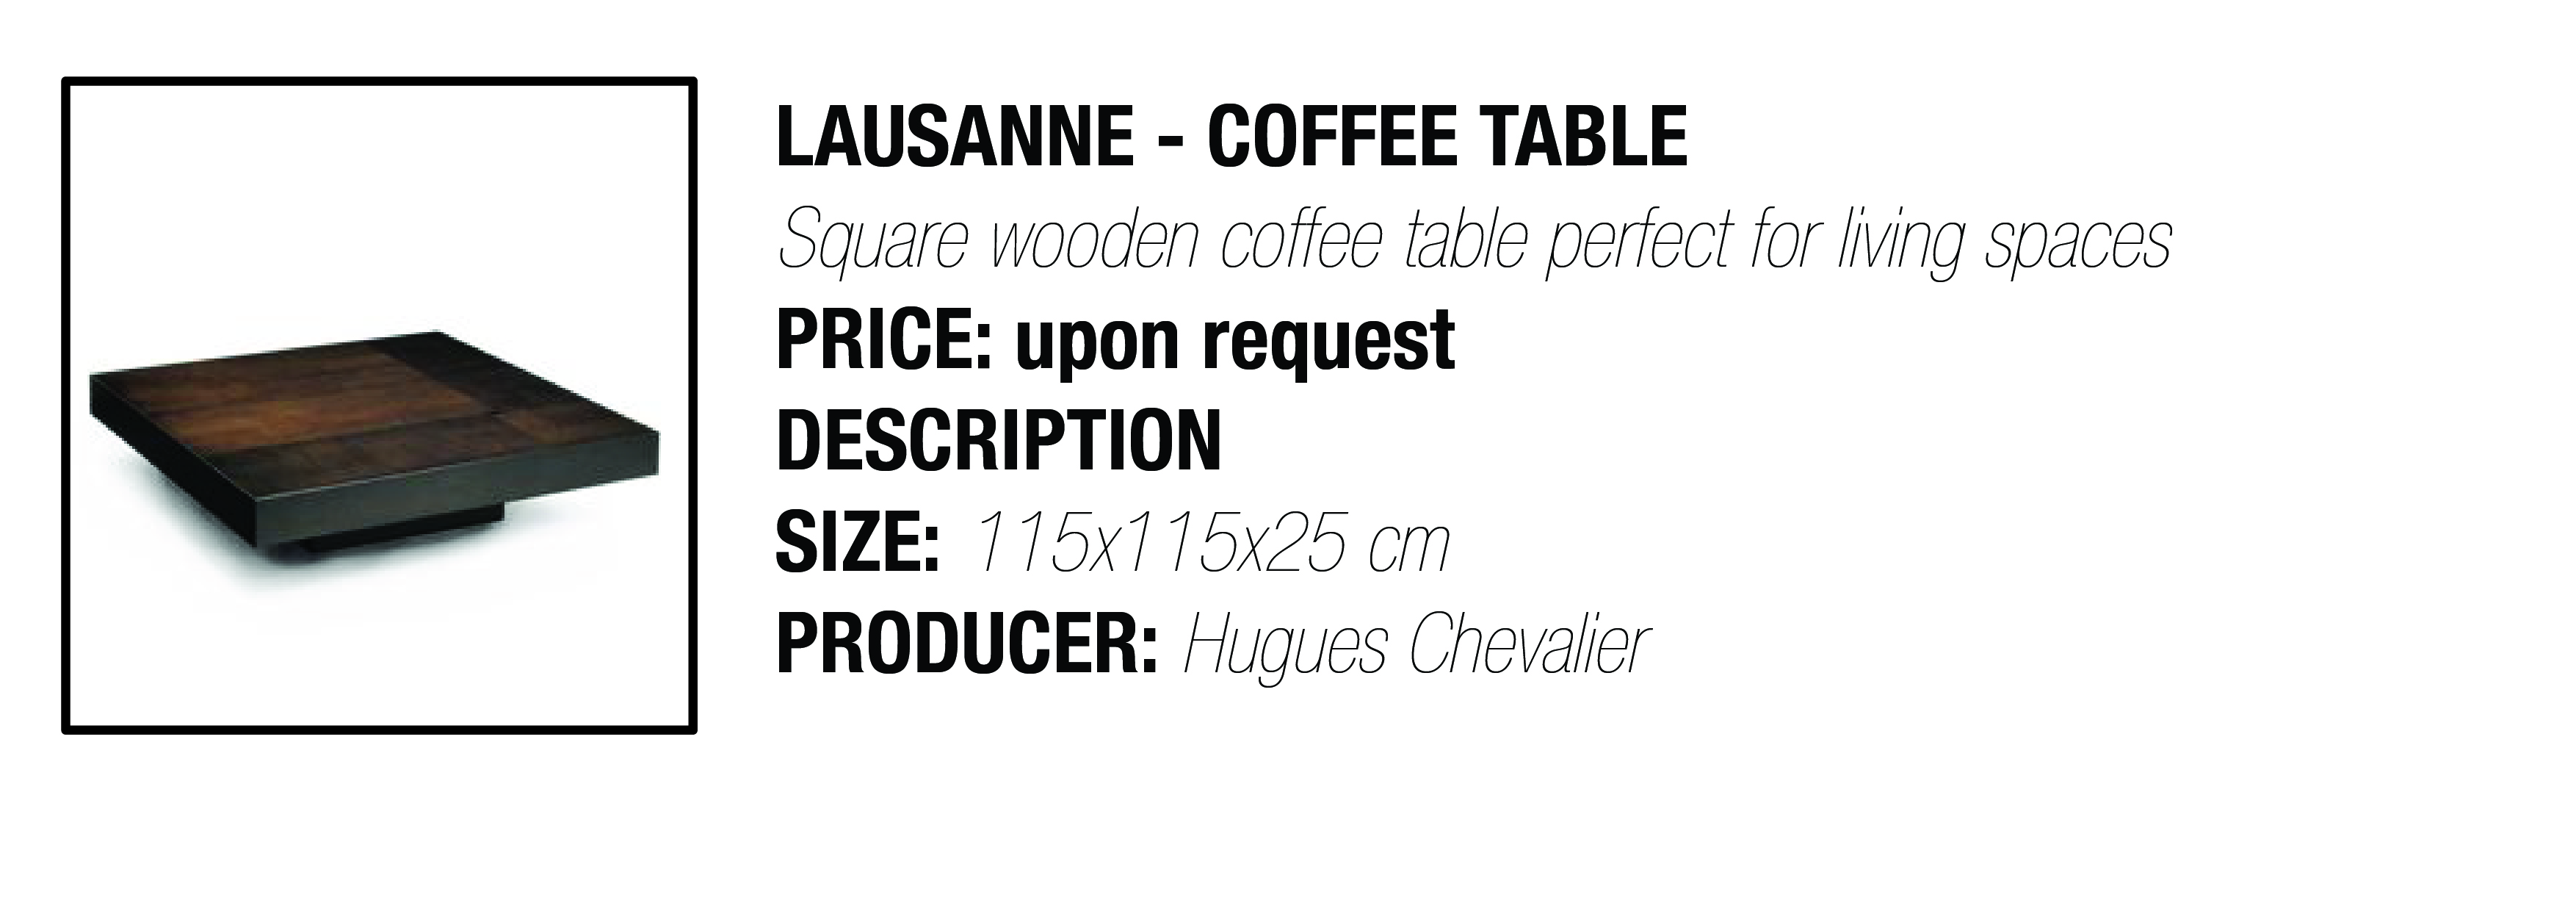 LAUSANNE - COFFEE TABLE
Square wooden coffee table perfect for living spaces
PRICE: upon request
DESCRIPTION
SIZE: 115x115x25 cm
PRODUCER: Hugues Chevalier